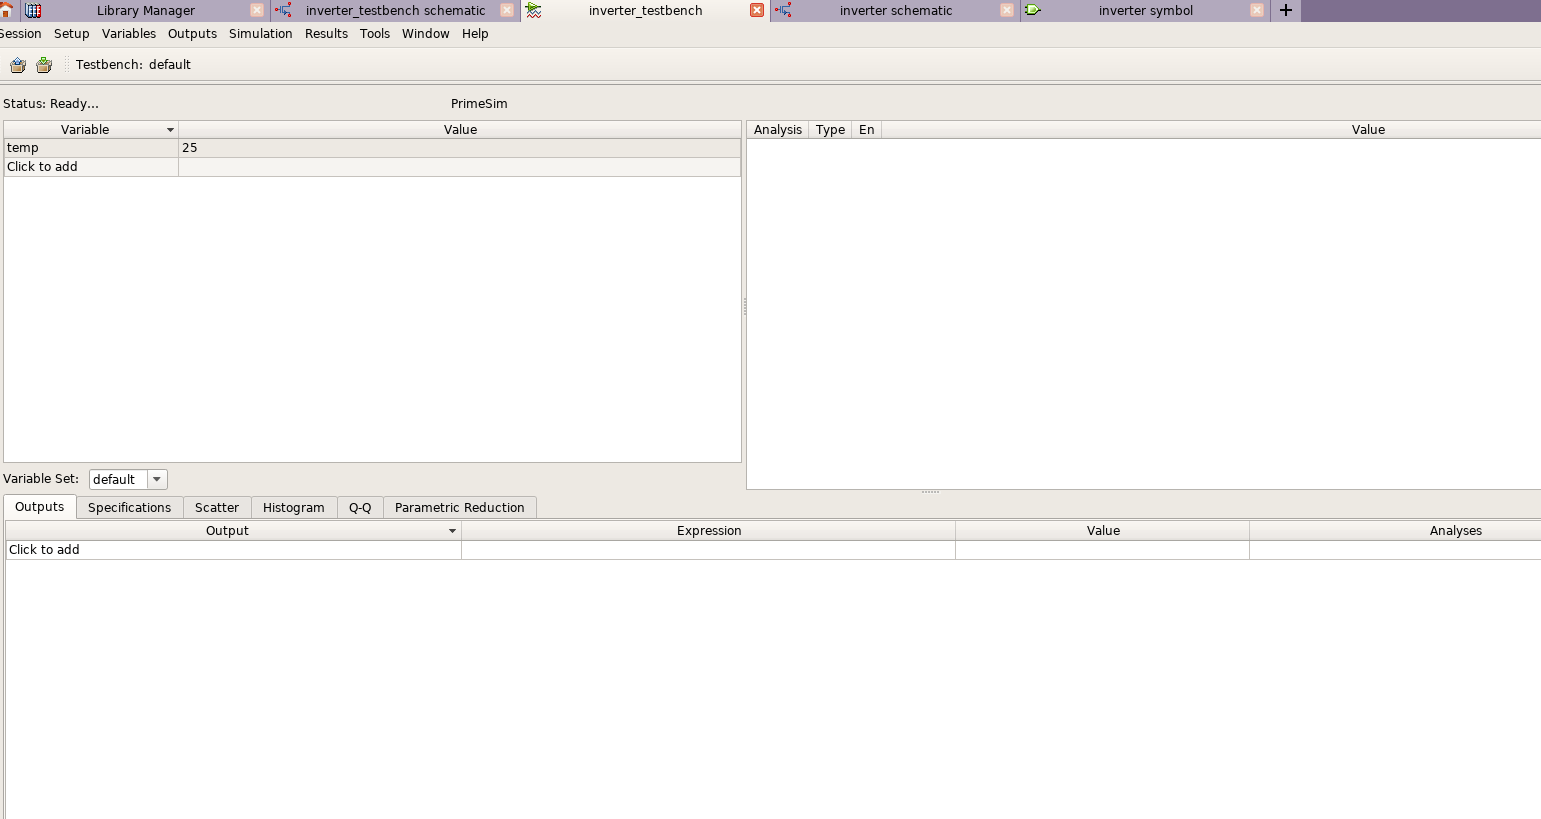 Library Manager inverter_testbench schematic inverter_testbench inverter schematic inverter symbol
Session Setup Variables Outputs Simulation Results Tools Window Help
Testbench: default
Status: Ready... PrimeSim
Variable Value Analysis Type En Value
temp 25
Click to add
Variable Set: default
Outputs Specifications Scatter Histogram Q-Q Parametric Reduction
Output Expression Value Analyses
Click to add